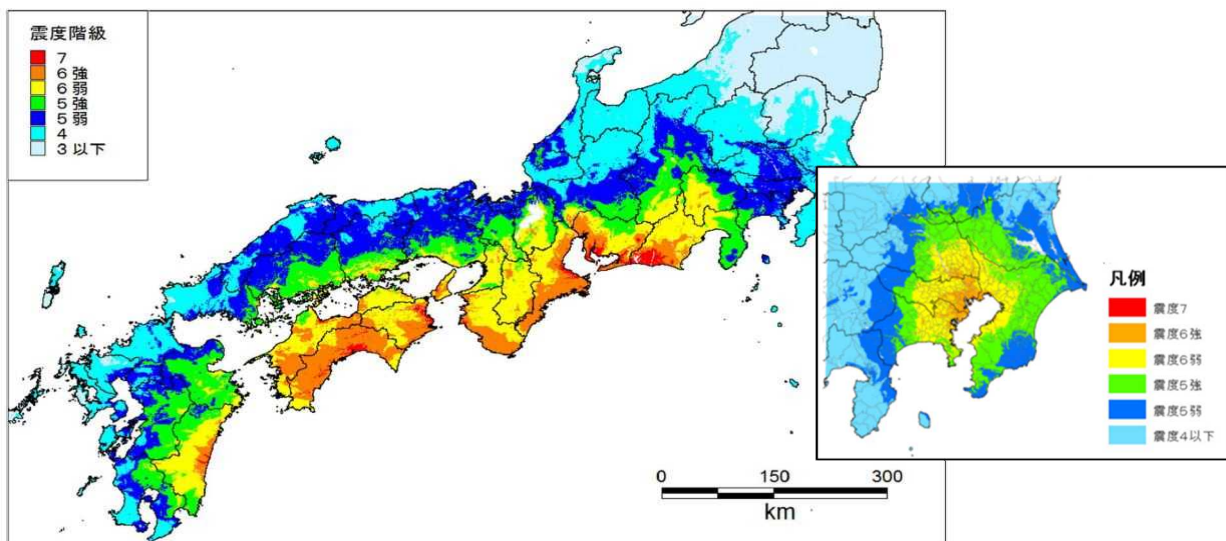 震度階級
7
6強
6弱
5強
5弱
4
3以下
0 150 300
km
凡例
震度7
震度6強
震度6弱
震度5強
震度5弱
震度4以下